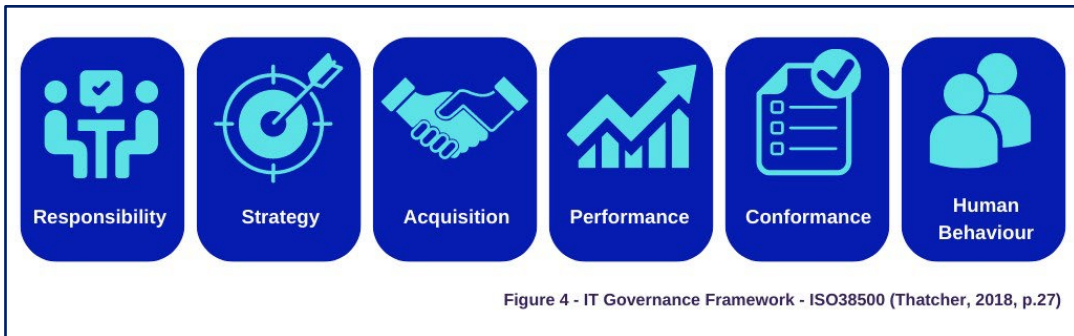 Responsibility
Strategy
Acquisition
Performance
Conformance
Human
Behaviour
Figure 4 - IT Governance Framework - ISO38500 (Thatcher, 2018, p.27)